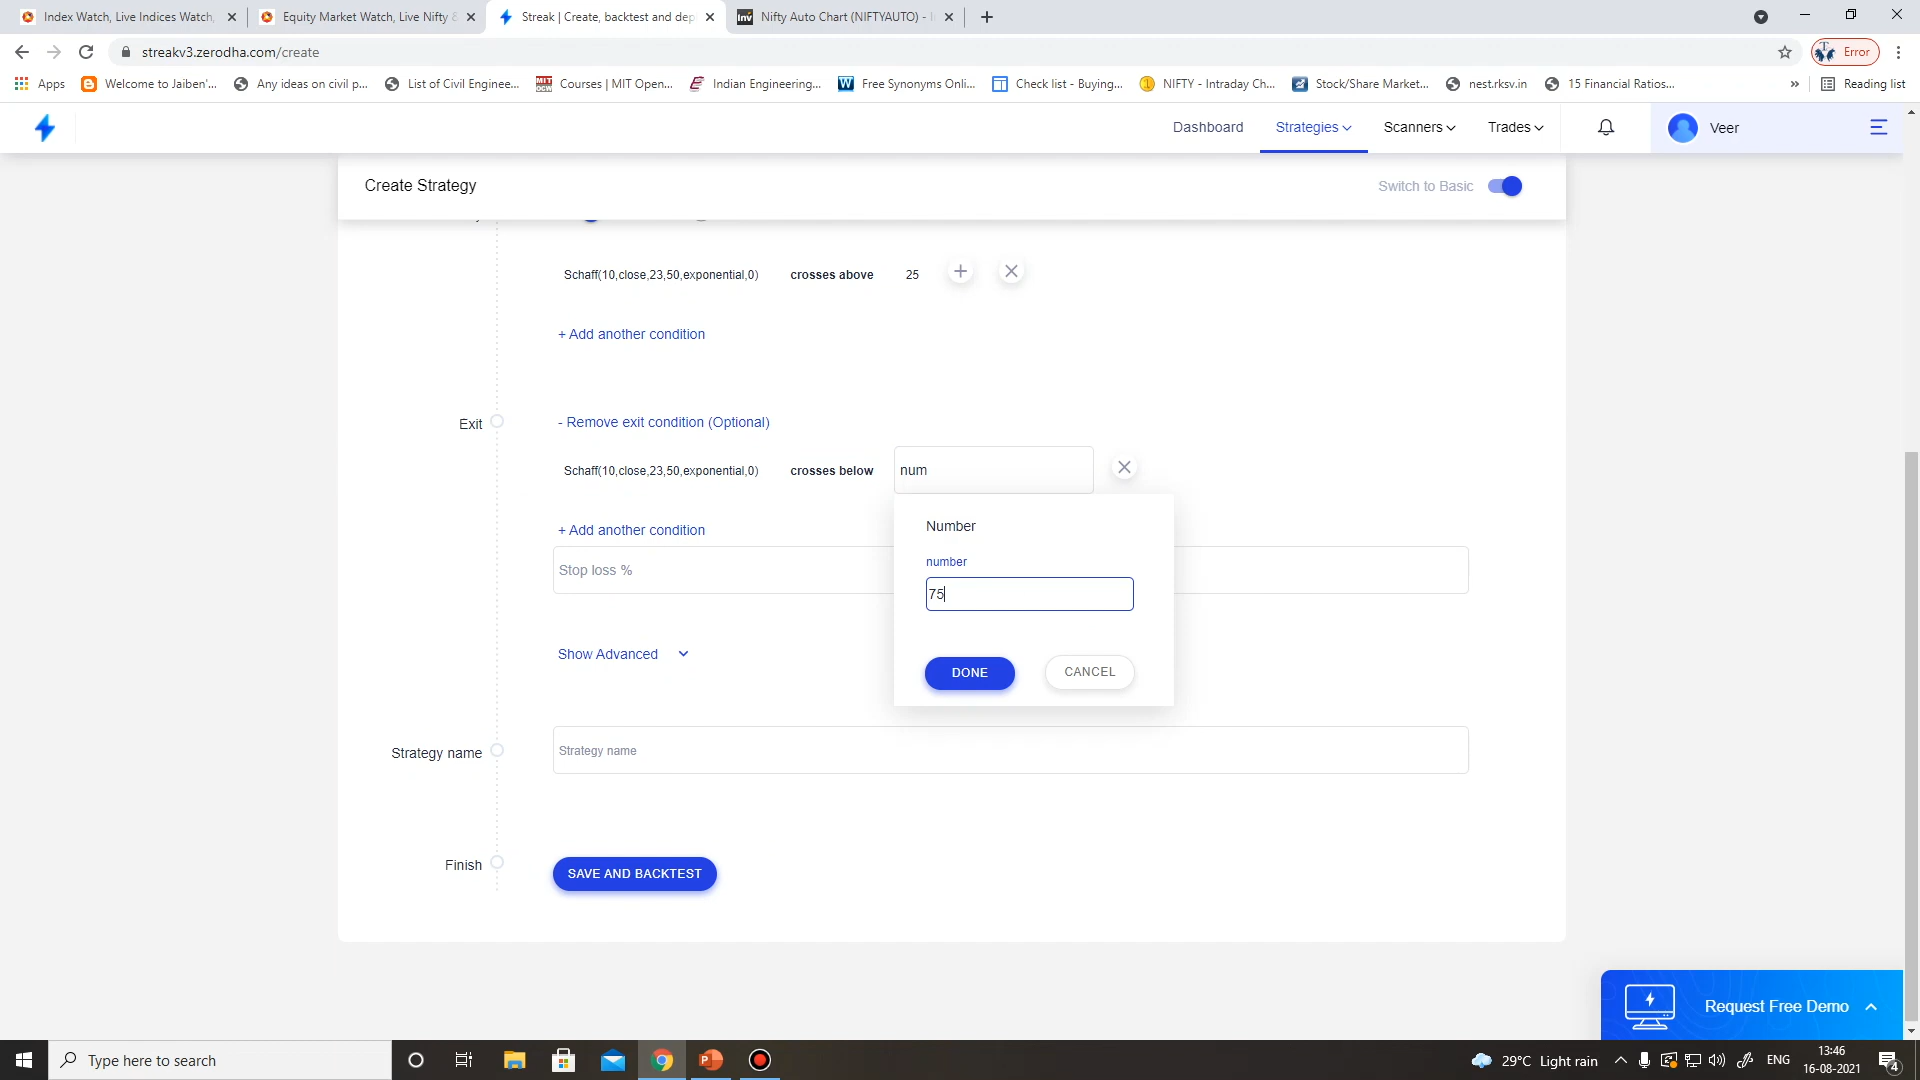 Index Watch, Live Indices Watch,
Equity Market Watch, Live Nifty &
Streak | Create, backtest and dep
Nifty Auto Chart (NIFTYAUTO) -
streakv3.zerodha.com/create
Error
Apps
Welcome to Jaiben'...
Any ideas on civil p...
List of Civil Enginee...
Courses | MIT Open...
Indian Engineering...
Free Synonyms Onli...
Check list - Buying...
NIFTY - Intraday Ch...
Stock/Share Market...
nest.rksv.in
15 Financial Ratios...
»
Reading list
Dashboard
Strategies
Scanners
Trades
Veer
Create Strategy
Switch to Basic
Schaff(10,close,23,50,exponential,0) crosses above 25
+ Add another condition
Exit
- Remove exit condition (Optional)
Schaff(10,close,23,50,exponential,0) crosses below num
Number
+ Add another condition
number
Stop loss %
75
Show Advanced
DONE
CANCEL
Strategy name
Strategy name
Finish
SAVE AND BACKTEST
Request Free Demo
Type here to search
29°C Light rain
ENG
13:46
16-08-2021
4